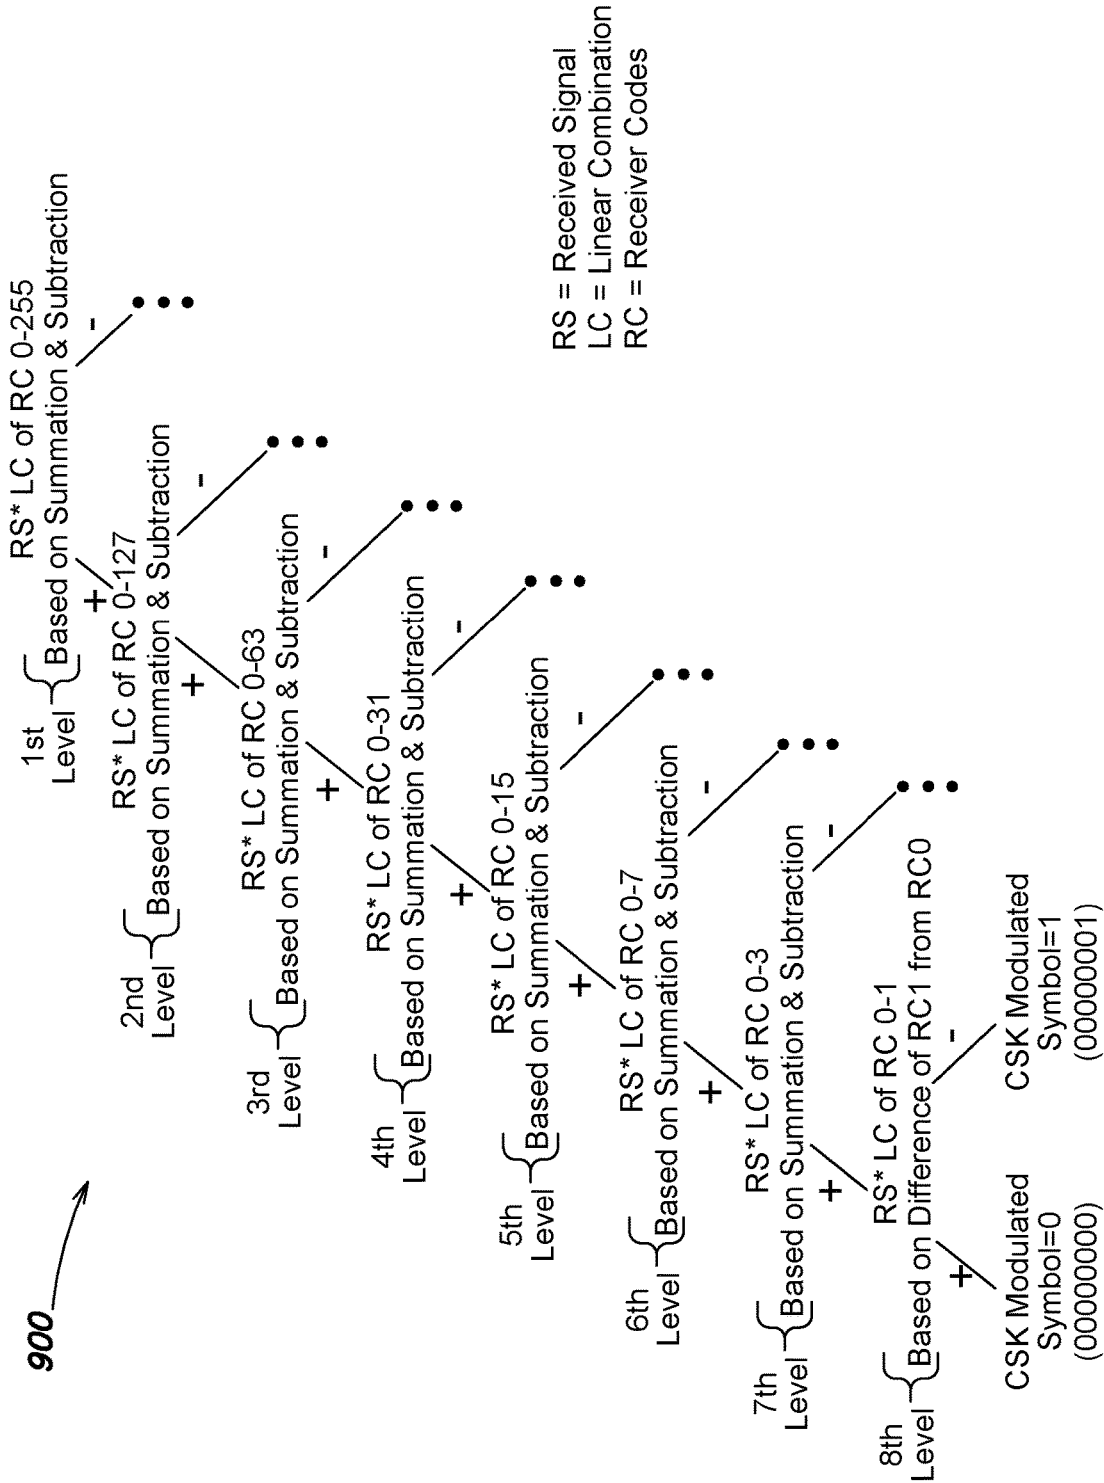 900
1st
Level
RS* LC of RC 0-255
Based on Summation & Subtraction
+
-
2nd
Level
RS* LC of RC 0-127
Based on Summation & Subtraction
+
-
3rd
Level
RS* LC of RC 0-63
Based on Summation & Subtraction
+
-
4th
Level
RS* LC of RC 0-31
Based on Summation & Subtraction
+
-
5th
Level
RS* LC of RC 0-15
Based on Summation & Subtraction
+
-
6th
Level
RS* LC of RC 0-7
Based on Summation & Subtraction
+
-
7th
Level
RS* LC of RC 0-3
Based on Summation & Subtraction
+
-
8th
Level
RS* LC of RC 0-1
Based on Difference of RC1 from RC0
+
-
CSK Modulated
Symbol=0
(00000000)
CSK Modulated
Symbol=1
(00000001)
RS = Received Signal
LC = Linear Combination
RC = Receiver Codes